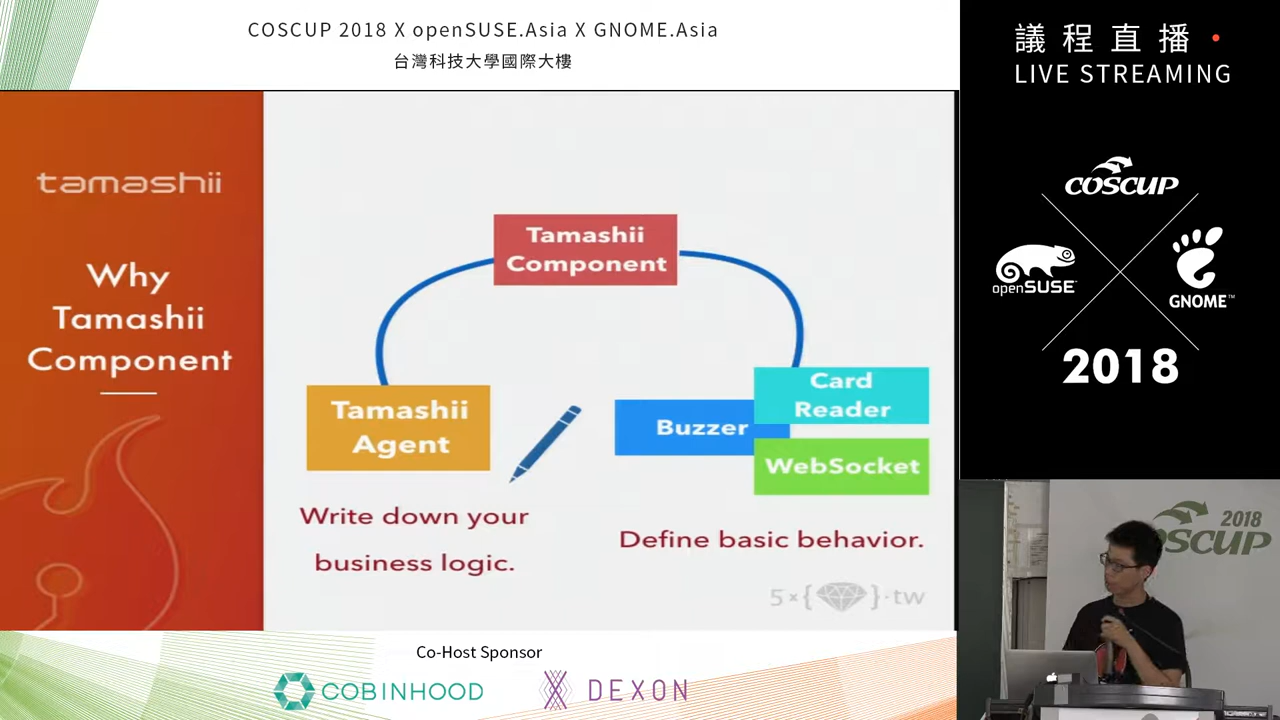 COSCUP 2018 X openSUSE.Asia X GNOME.Asia
台灣科技大學國際大樓
議程直播
LIVE STREAMING
tamashii
Why
Tamashii
Component
Tamashii
Component
Tamashii
Agent
Buzzer
Card
Reader
WebSocket
Write down your
business logic.
Define basic behavior.
5×{ }·tw
COSCUP
openSUSE
GNOME™
2018
2018
COSCUP
Co-Host Sponsor
COBINHOOD
DEXON